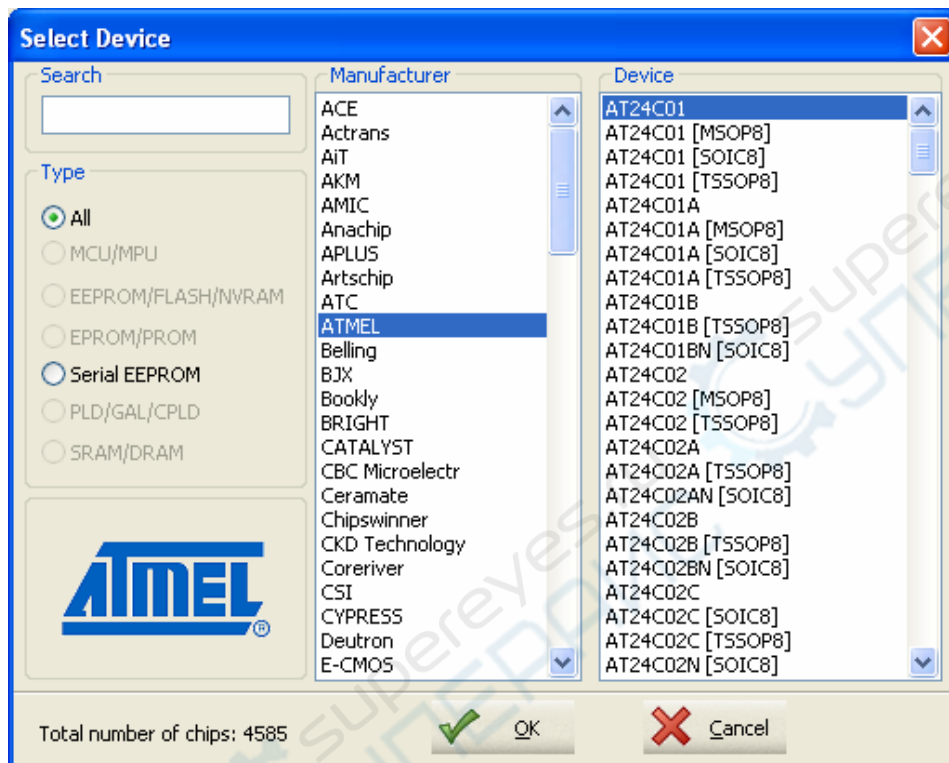 Select Device
Search
Type
All
MCU/MPU
EEPROM/FLASH/NVRAM
EPROM/PROM
Serial EEPROM
PLD/GAL/CPLD
SRAM/DRAM
ATMEL
®
Manufacturer
ACE
Actrans
AiT
AKM
AMIC
Anachip
APLUS
Artschip
ATC
ATMEL
Belling
BJX
Bookly
BRIGHT
CATALYST
CBC Microelectr
Ceramate
Chipswinner
CKD Technology
Coreriver
CSI
CYPRESS
Deutron
E-CMOS
Device
AT24C01
AT24C01 [MSOP8]
AT24C01 [SOIC8]
AT24C01 [TSSOP8]
AT24C01A
AT24C01A [MSOP8]
AT24C01A [SOIC8]
AT24C01A [TSSOP8]
AT24C01B
AT24C01B [TSSOP8]
AT24C01BN [SOIC8]
AT24C02
AT24C02 [MSOP8]
AT24C02 [TSSOP8]
AT24C02A
AT24C02A [TSSOP8]
AT24C02AN [SOIC8]
AT24C02B
AT24C02B [TSSOP8]
AT24C02BN [SOIC8]
AT24C02C
AT24C02C [SOIC8]
AT24C02C [TSSOP8]
AT24C02N [SOIC8]
Total number of chips: 4585
OK
Cancel